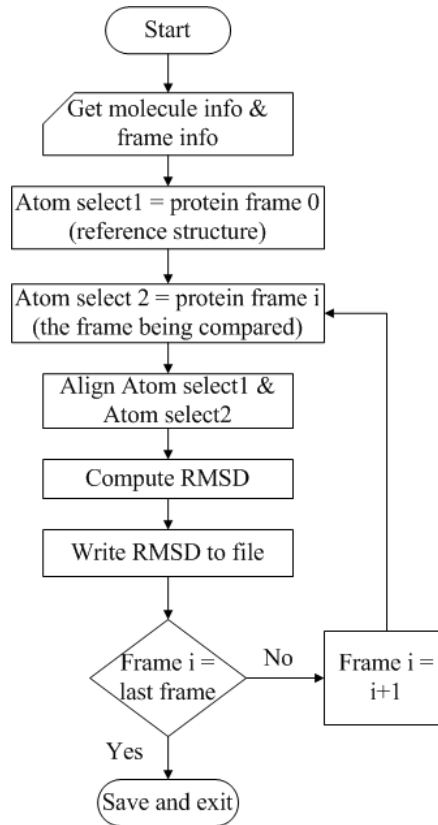 Start
Get molecule info &
frame info
Atom select1 = protein frame 0
(reference structure)
Atom select 2 = protein frame i
(the frame being compared)
Align Atom select1 &
Atom select2
Compute RMSD
Write RMSD to file
Frame i =
last frame
No
Frame i =
i+1
Yes
Save and exit